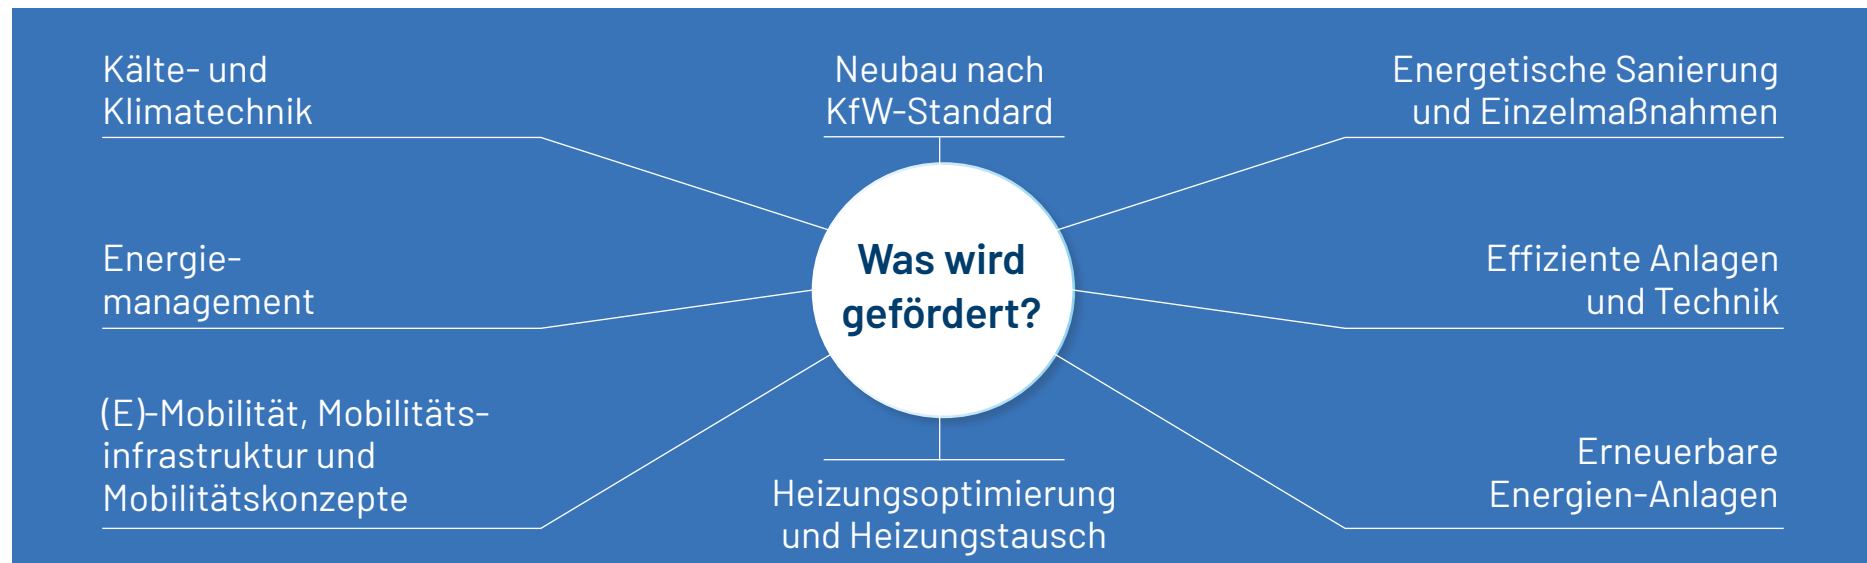 Kälte- und
Klimatechnik
Neubau nach
KfW-Standard
Energetische Sanierung
und Einzelmaßnahmen
Energie-
management
Was wird
gefördert?
Effiziente Anlagen
und Technik
(E)-Mobilität, Mobilitäts-
infrastruktur und
Mobilitätskonzepte
Heizungsoptimierung
und Heizungstausch
Erneuerbare
Energien-Anlagen